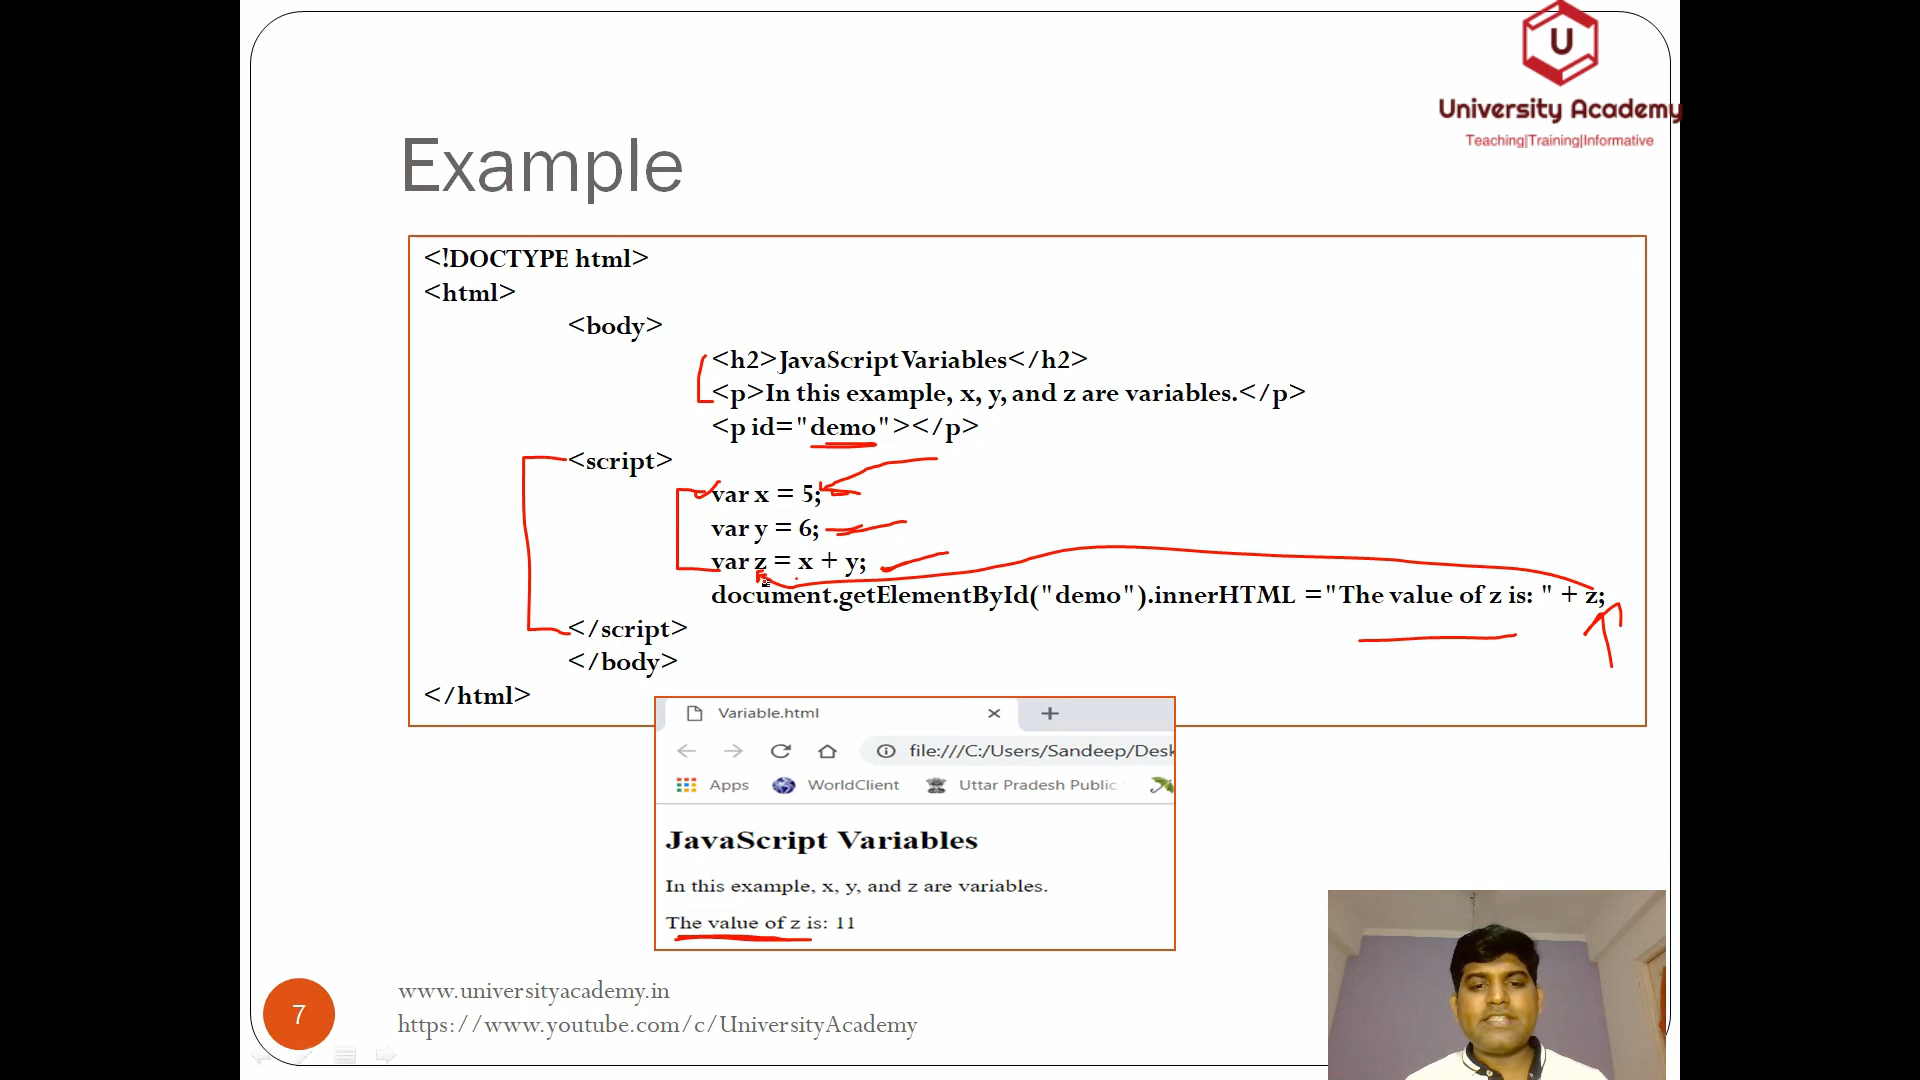 U
University Academy
Teaching|Training|Informative
Example
<!DOCTYPE html>
<html>
<body>
<h2>JavaScript Variables</h2>
<p>In this example, x, y, and z are variables.</p>
<p id="demo"></p>
<script>
var x = 5;
var y = 6;
var z = x + y;
document.getElementById("demo").innerHTML ="The value of z is: " + z;
</script>
</body>
</html>
Variable.html
file:///C:/Users/Sandeep/Desk
Apps WorldClient Uttar Pradesh Public
JavaScript Variables
In this example, x, y, and z are variables.
The value of z is: 11
7
www.universityacademy.in
https://www.youtube.com/c/UniversityAcademy